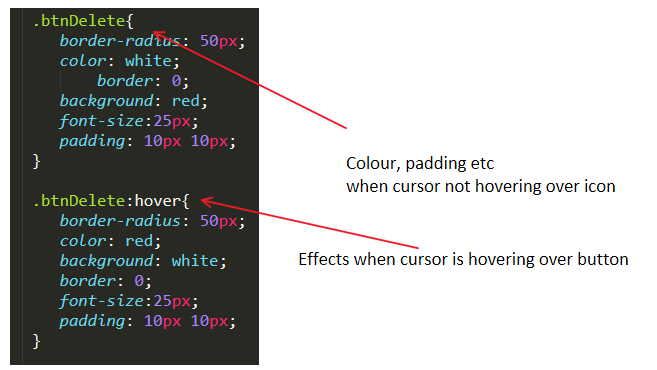 .btnDelete{
border-radius: 50px;
color: white;
border: 0;
background: red;
font-size:25px;
padding: 10px 10px;
}
Colour, padding etc
when cursor not hovering over icon
.btnDelete:hover{
border-radius: 50px;
color: red;
background: white;
border: 0;
font-size:25px;
padding: 10px 10px;
}
Effects when cursor is hovering over button